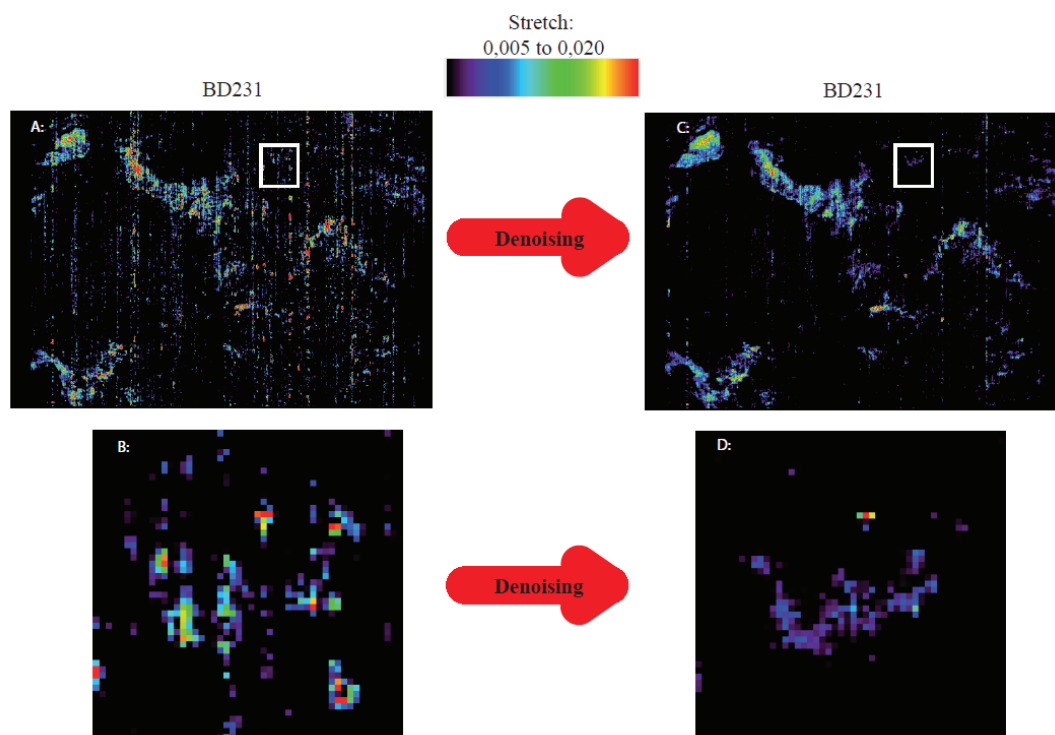 Stretch:
0,005 to 0,020
BD231
BD231
A:
C:
Denoising
B:
D:
Denoising